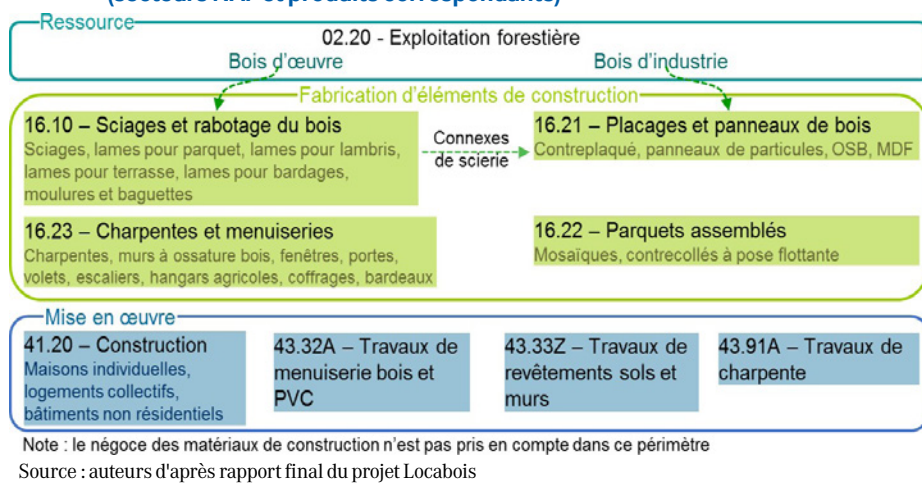 (secteurs NAF et produits correspondants)
Ressource
02.20 - Exploitation forestière
Bois d'œuvre
Bois d'industrie
Fabrication d'éléments de construction
16.10 – Sciages et rabotage du bois
Sciages, lames pour parquet, lames pour lambris,
lames pour terrasse, lames pour bardages,
moulures et baguettes
Connexes
de scierie
16.21 – Placages et panneaux de bois
Contreplaqué, panneaux de particules, OSB, MDF
16.23 – Charpentes et menuiseries
Charpentes, murs à ossature bois, fenêtres, portes,
volets, escaliers, hangars agricoles, coffrages, bardeaux
16.22 – Parquets assemblés
Mosaïques, contrecollés à pose flottante
Mise en œuvre
41.20 – Construction
Maisons individuelles,
logements collectifs,
bâtiments non résidentiels
43.32A – Travaux de
menuiserie bois et
PVC
43.33Z – Travaux de
revêtements sols et
murs
43.91A – Travaux de
charpente
Note : le négoce des matériaux de construction n'est pas pris en compte dans ce périmètre
Source : auteurs d'après rapport final du projet Locabois